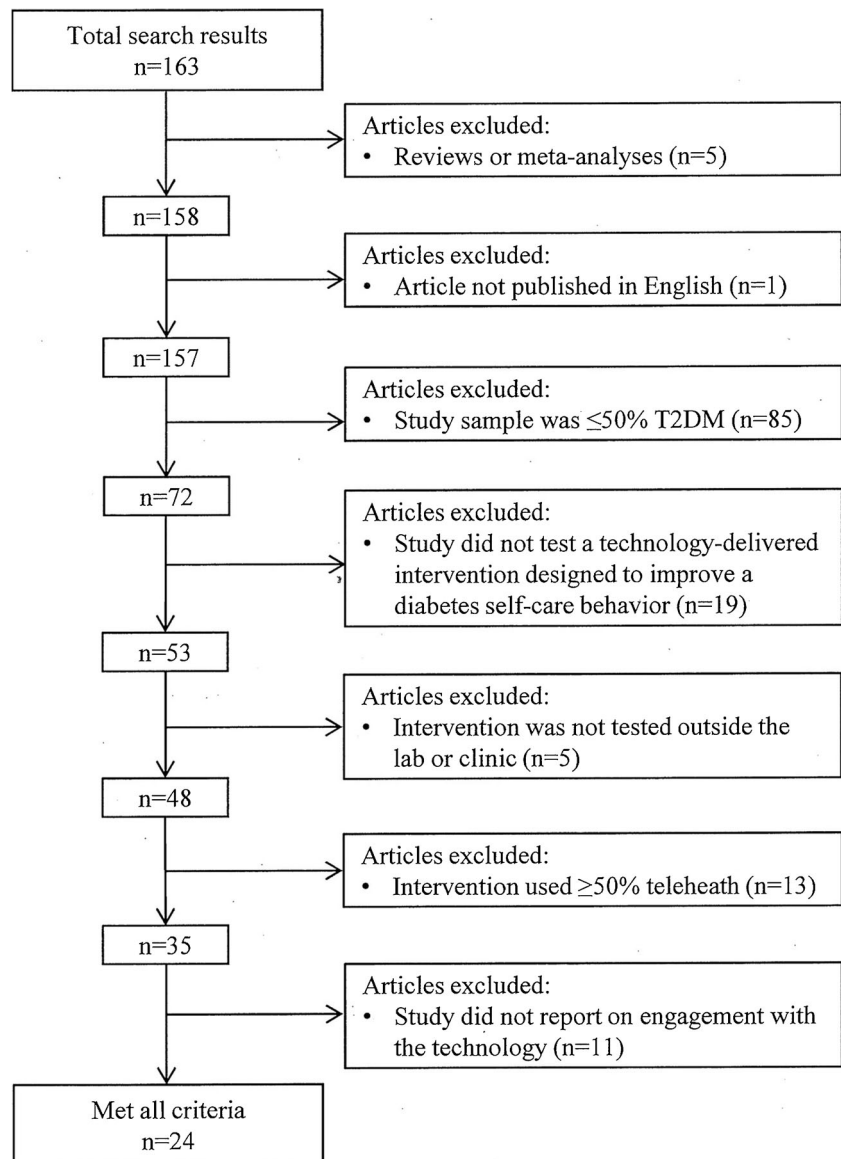 Total search results
n=163
Articles excluded:
• Reviews or meta-analyses (n=5)
n=158
Articles excluded:
• Article not published in English (n=1)
n=157
Articles excluded:
• Study sample was ≤50% T2DM (n=85)
n=72
Articles excluded:
• Study did not test a technology-delivered
intervention designed to improve a
diabetes self-care behavior (n=19)
n=53
Articles excluded:
• Intervention was not tested outside the
lab or clinic (n=5)
n=48
Articles excluded:
• Intervention used ≥50% teleheath (n=13)
n=35
Articles excluded:
• Study did not report on engagement with
the technology (n=11)
Met all criteria
n=24